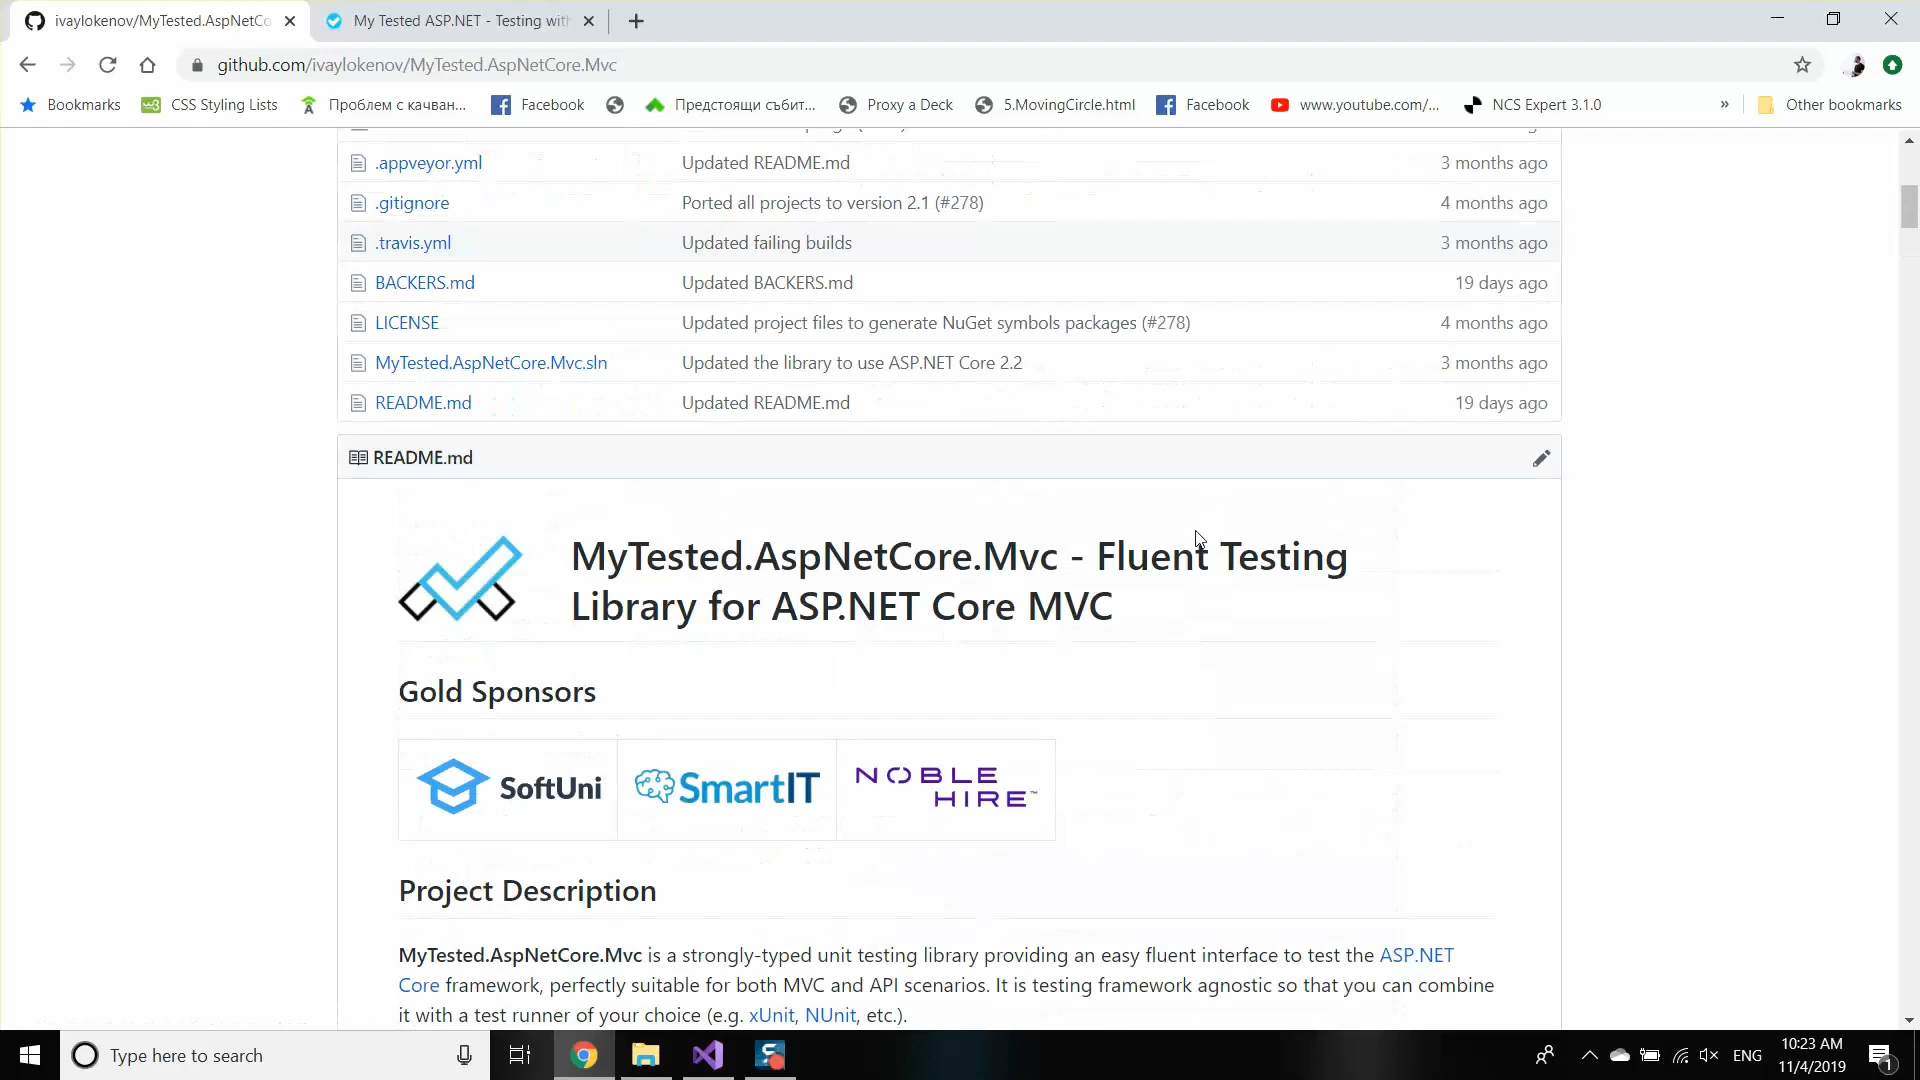 ivaylokenov/MyTested.AspNetCo
My Tested ASP.NET - Testing with
github.com/ivaylokenov/MyTested.AspNetCore.Mvc
Bookmarks
CSS Styling Lists
Проблем с качван...
Facebook
Предстоящи събит...
Proxy a Deck
5.MovingCircle.html
Facebook
www.youtube.com/...
NCS Expert 3.1.0
»
Other bookmarks
.appveyor.yml Updated README.md 3 months ago
.gitignore Ported all projects to version 2.1 (#278) 4 months ago
.travis.yml Updated failing builds 3 months ago
BACKERS.md Updated BACKERS.md 19 days ago
LICENSE Updated project files to generate NuGet symbols packages (#278) 4 months ago
MyTested.AspNetCore.Mvc.sln Updated the library to use ASP.NET Core 2.2 3 months ago
README.md Updated README.md 19 days ago
README.md
MyTested.AspNetCore.Mvc - Fluent Testing
Library for ASP.NET Core MVC
Gold Sponsors
SoftUni
SmartIT
NOBLE
HIRE™
Project Description
MyTested.AspNetCore.Mvc is a strongly-typed unit testing library providing an easy fluent interface to test the ASP.NET
Core framework, perfectly suitable for both MVC and API scenarios. It is testing framework agnostic so that you can combine
it with a test runner of your choice (e.g. xUnit, NUnit, etc.).
Type here to search
ENG
10:23 AM
11/4/2019
1